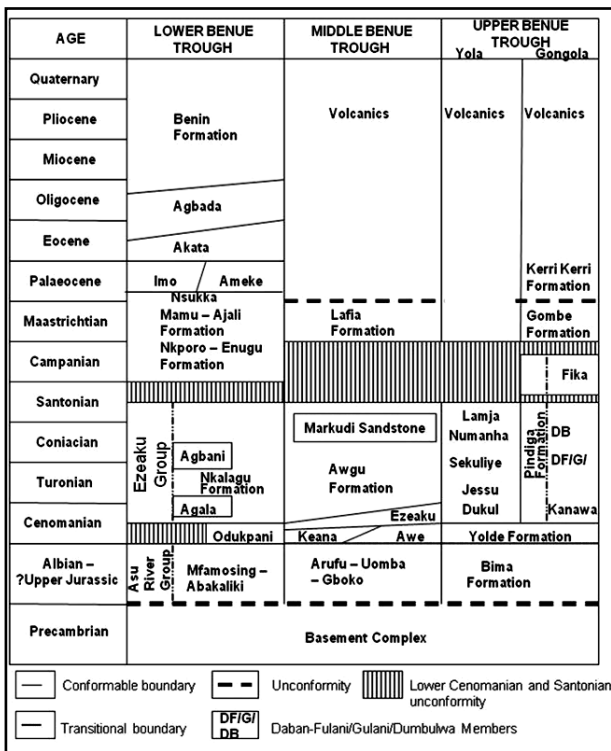 AGE
LOWER BENUE
TROUGH
MIDDLE BENUE
TROUGH
UPPER BENUE
TROUGH
Yola
Gongola
Quaternary
Pliocene
Miocene
Oligocene
Eocene
Palaeocene
Maastrichtian
Campanian
Santonian
Coniacian
Turonian
Cenomanian
Albian –
?Upper Jurassic
Precambrian
Benin
Formation
Agbada
Akata
Imo
Ameke
Nsukka
Mamu – Ajali
Formation
Nkporo – Enugu
Formation
Ezeaku
Group
Agbani
Nkalagu
Formation
Agala
Odukpani
Asu
River
Group
Mfamosing –
Abakaliki
Volcanics
Lafia
Formation
Markudi Sandstone
Awgu
Formation
Ezeaku
Keana
Awe
Arufu – Uomba
– Gboko
Volcanics
Lamja
Numanha
Sekuliye
Jessu
Dukul
Volcanics
Kerri Kerri
Formation
Gombe
Formation
Fika
Pindiga
Formation
DB
DF/G/
Kanawa
Yolde Formation
Bima
Formation
Basement Complex
Conformable boundary
Unconformity
Lower Cenomanian and Santonian
unconformity
Transitional boundary
DF/G/
DB
Daban-Fulani/Gulani/Dumbulwa Members